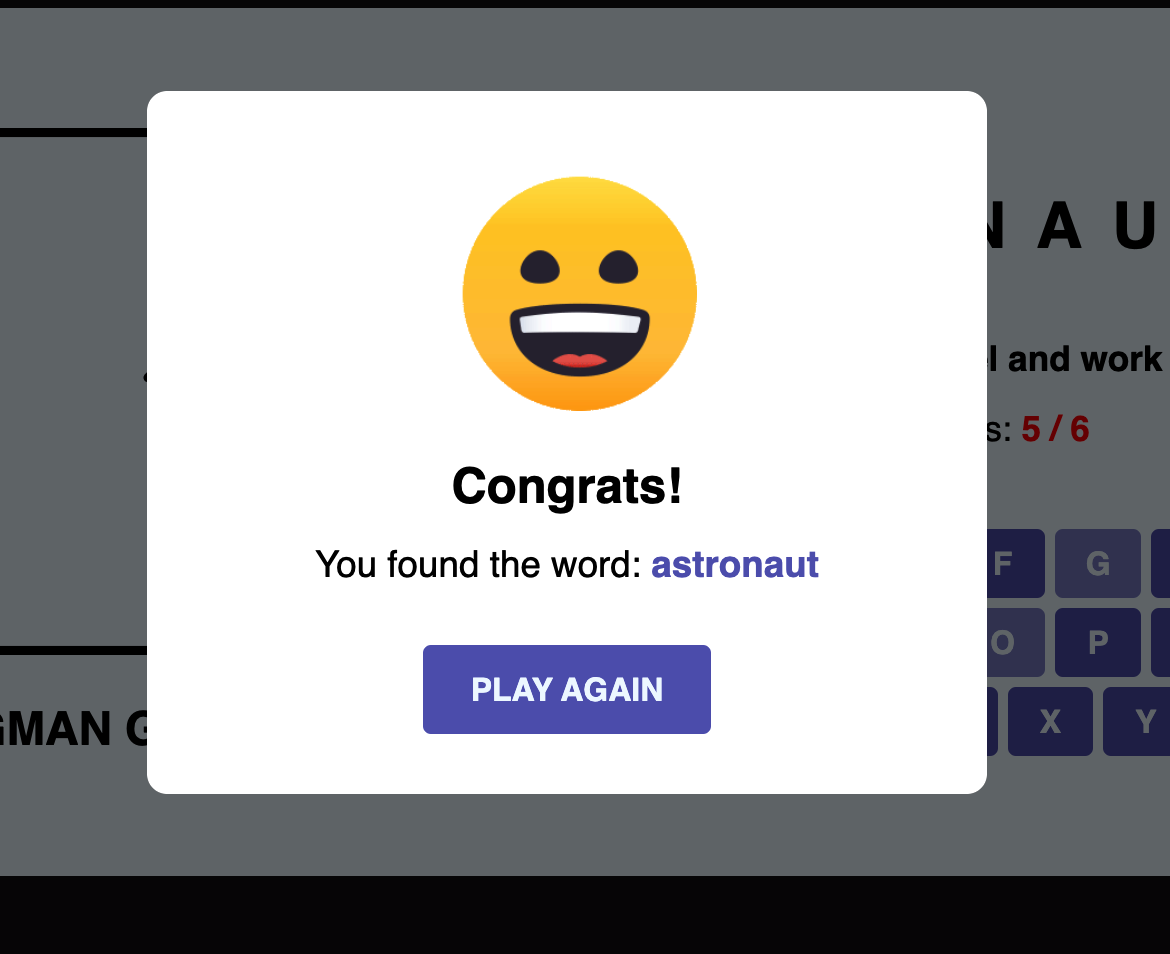 N A U
l and work
s: 5 / 6
Congrats!
You found the word: astronaut
F G
O P
PLAY AGAIN
X Y
GMAN G